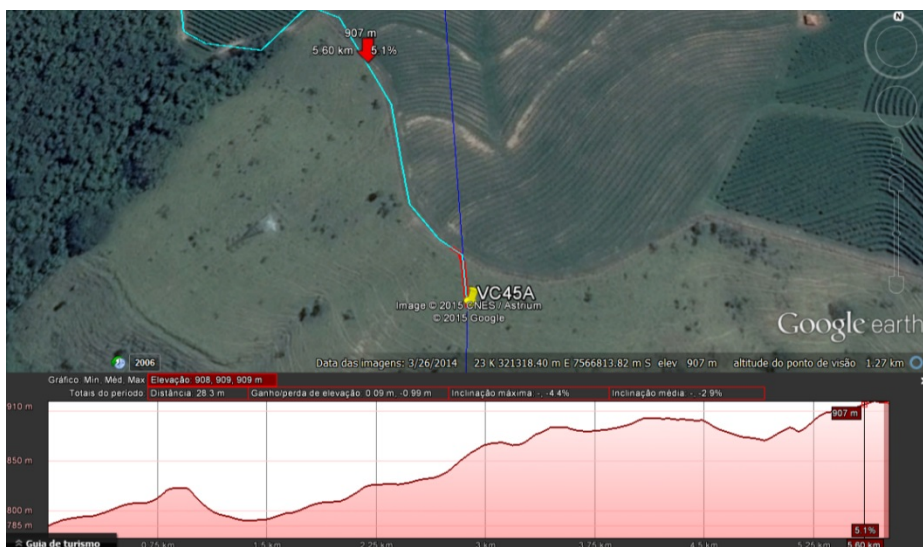 N
907 m
5.60 km 5.1%
VC45A
Image © 2015 CNES / Astrium
© 2015 Google
Google earth
2006
Data das imagens: 3/26/2014 23 K 321318.40 m E 7566813.82 m S elev 907 m altitude do ponto de visão 1.27 km
Gráfico Min. Méd. Max Elevação: 908, 909, 909 m
Totais do periodo Distância: 28.3 m Ganho/perda de elevação 0.09 m, -0.99 m Inclinação máxima -, -4.4% Inclinação média -, -2.9%
910 m
907 m
850 m
800 m
785 m
5.1%
Guia de turismo 0.75 km 1.5 km 2.25 km 3 km 3.75 km 4.5 km 5.25 km 5.60 km